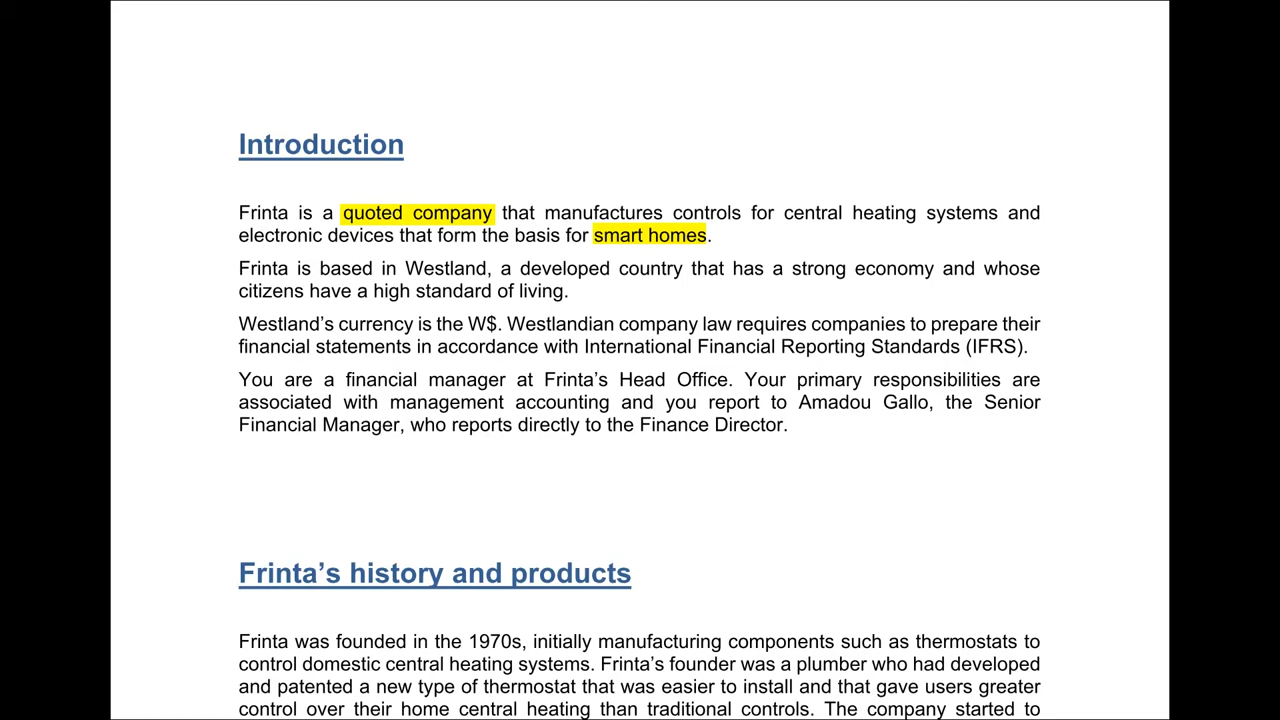 Introduction
Frinta is a quoted company that manufactures controls for central heating systems and
electronic devices that form the basis for smart homes.
Frinta is based in Westland, a developed country that has a strong economy and whose
citizens have a high standard of living.
Westland’s currency is the W$. Westlandian company law requires companies to prepare their
financial statements in accordance with International Financial Reporting Standards (IFRS).
You are a financial manager at Frinta’s Head Office. Your primary responsibilities are
associated with management accounting and you report to Amadou Gallo, the Senior
Financial Manager, who reports directly to the Finance Director.
Frinta’s history and products
Frinta was founded in the 1970s, initially manufacturing components such as thermostats to
control domestic central heating systems. Frinta’s founder was a plumber who had developed
and patented a new type of thermostat that was easier to install and that gave users greater
control over their home central heating than traditional controls. The company started to